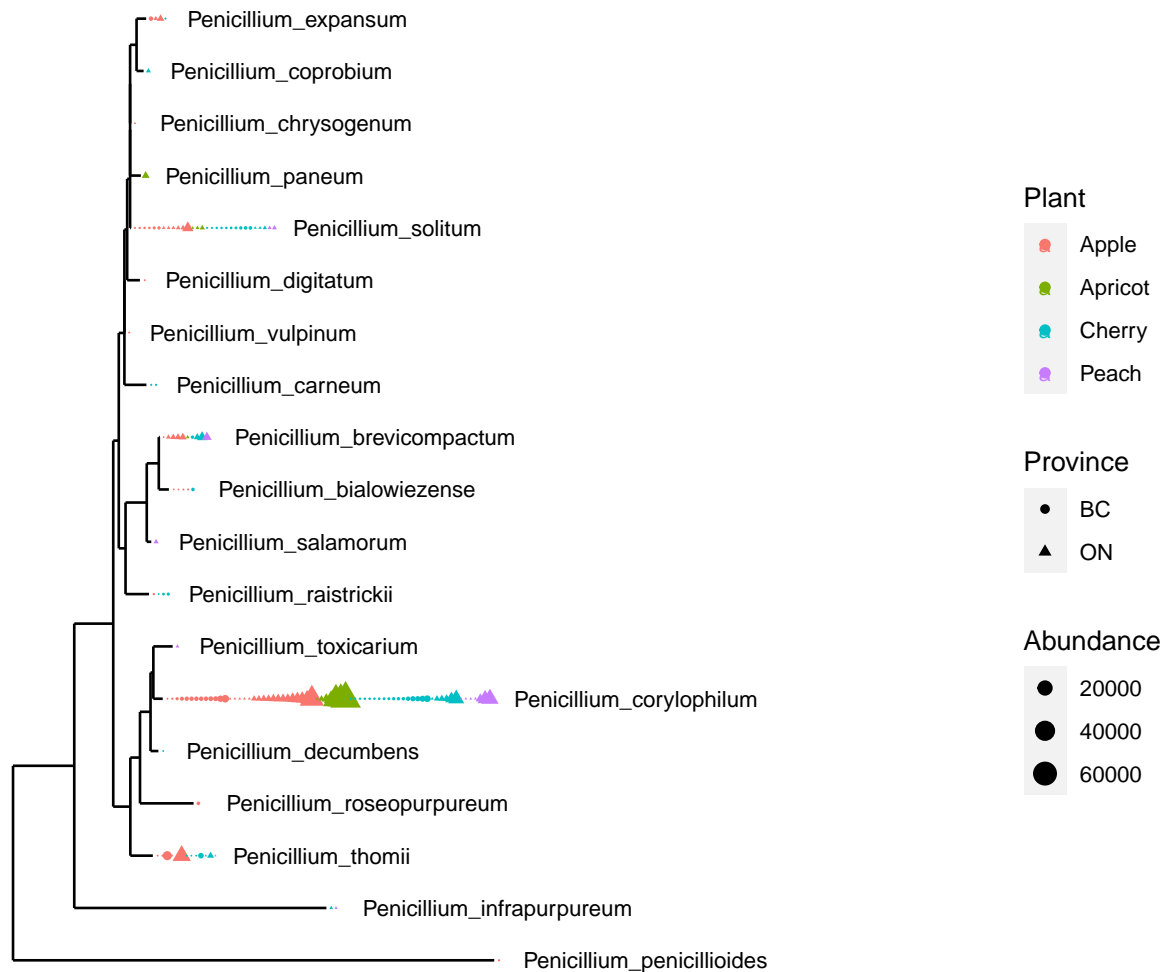 Penicillium_expansum
Penicillium_coprobium
Penicillium_chrysogenum
Penicillium_paneum
Penicillium_solitum
Penicillium_digitatum
Penicillium_vulpinum
Penicillium_carneum
Penicillium_brevicompactum
Penicillium_bialowiezense
Penicillium_salamorum
Penicillium_raistrickii
Penicillium_toxicarium
Penicillium_corylophilum
Penicillium_decumbens
Penicillium_roseopurpureum
Penicillium_thomii
Penicillium_infrapurpureum
Penicillium_penicillioides
Plant
Apple
Apricot
Cherry
Peach
Province
BC
ON
Abundance
20000
40000
60000